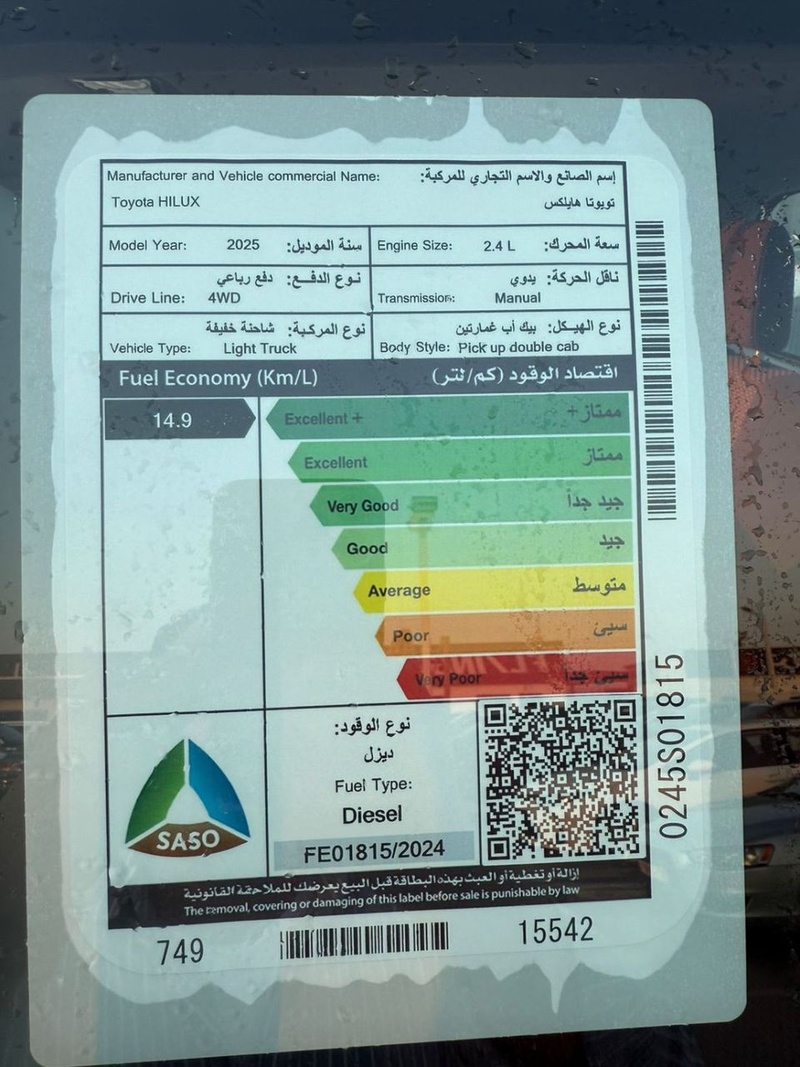 Manufacturer and Vehicle commercial Name: إسم الصانع والاسم التجاري للمركبة:
Toyota HILUX تويوتا هايلكس
Model Year: 2025 سنة الموديل:
Engine Size: 2.4 L سعة المحرك:
نوع الدفع: دفع رباعي
Drive Line: 4WD
ناقل الحركة: يدوي
Transmission: Manual
نوع المركبة: شاحنة خفيفة
Vehicle Type: Light Truck
نوع الهيكل: بيك أب غمارتين
Body Style: Pick up double cab
Fuel Economy (Km/L) اقتصاد الوقود (كم/لتر)
14.9
Excellent + ممتاز+
Excellent ممتاز
Very Good جيد جداً
Good جيد
Average متوسط
Poor سيئ
Very Poor سيئ جداً
نوع الوقود:
ديزل
Fuel Type:
Diesel
FE01815/2024
SASO
0245S01815
إزالة أو تغطية أو العبث بهذه البطاقة قبل البيع يعرضك للملاحقة القانونية
The removal, covering or damaging of this label before sale is punishable by law
749 15542